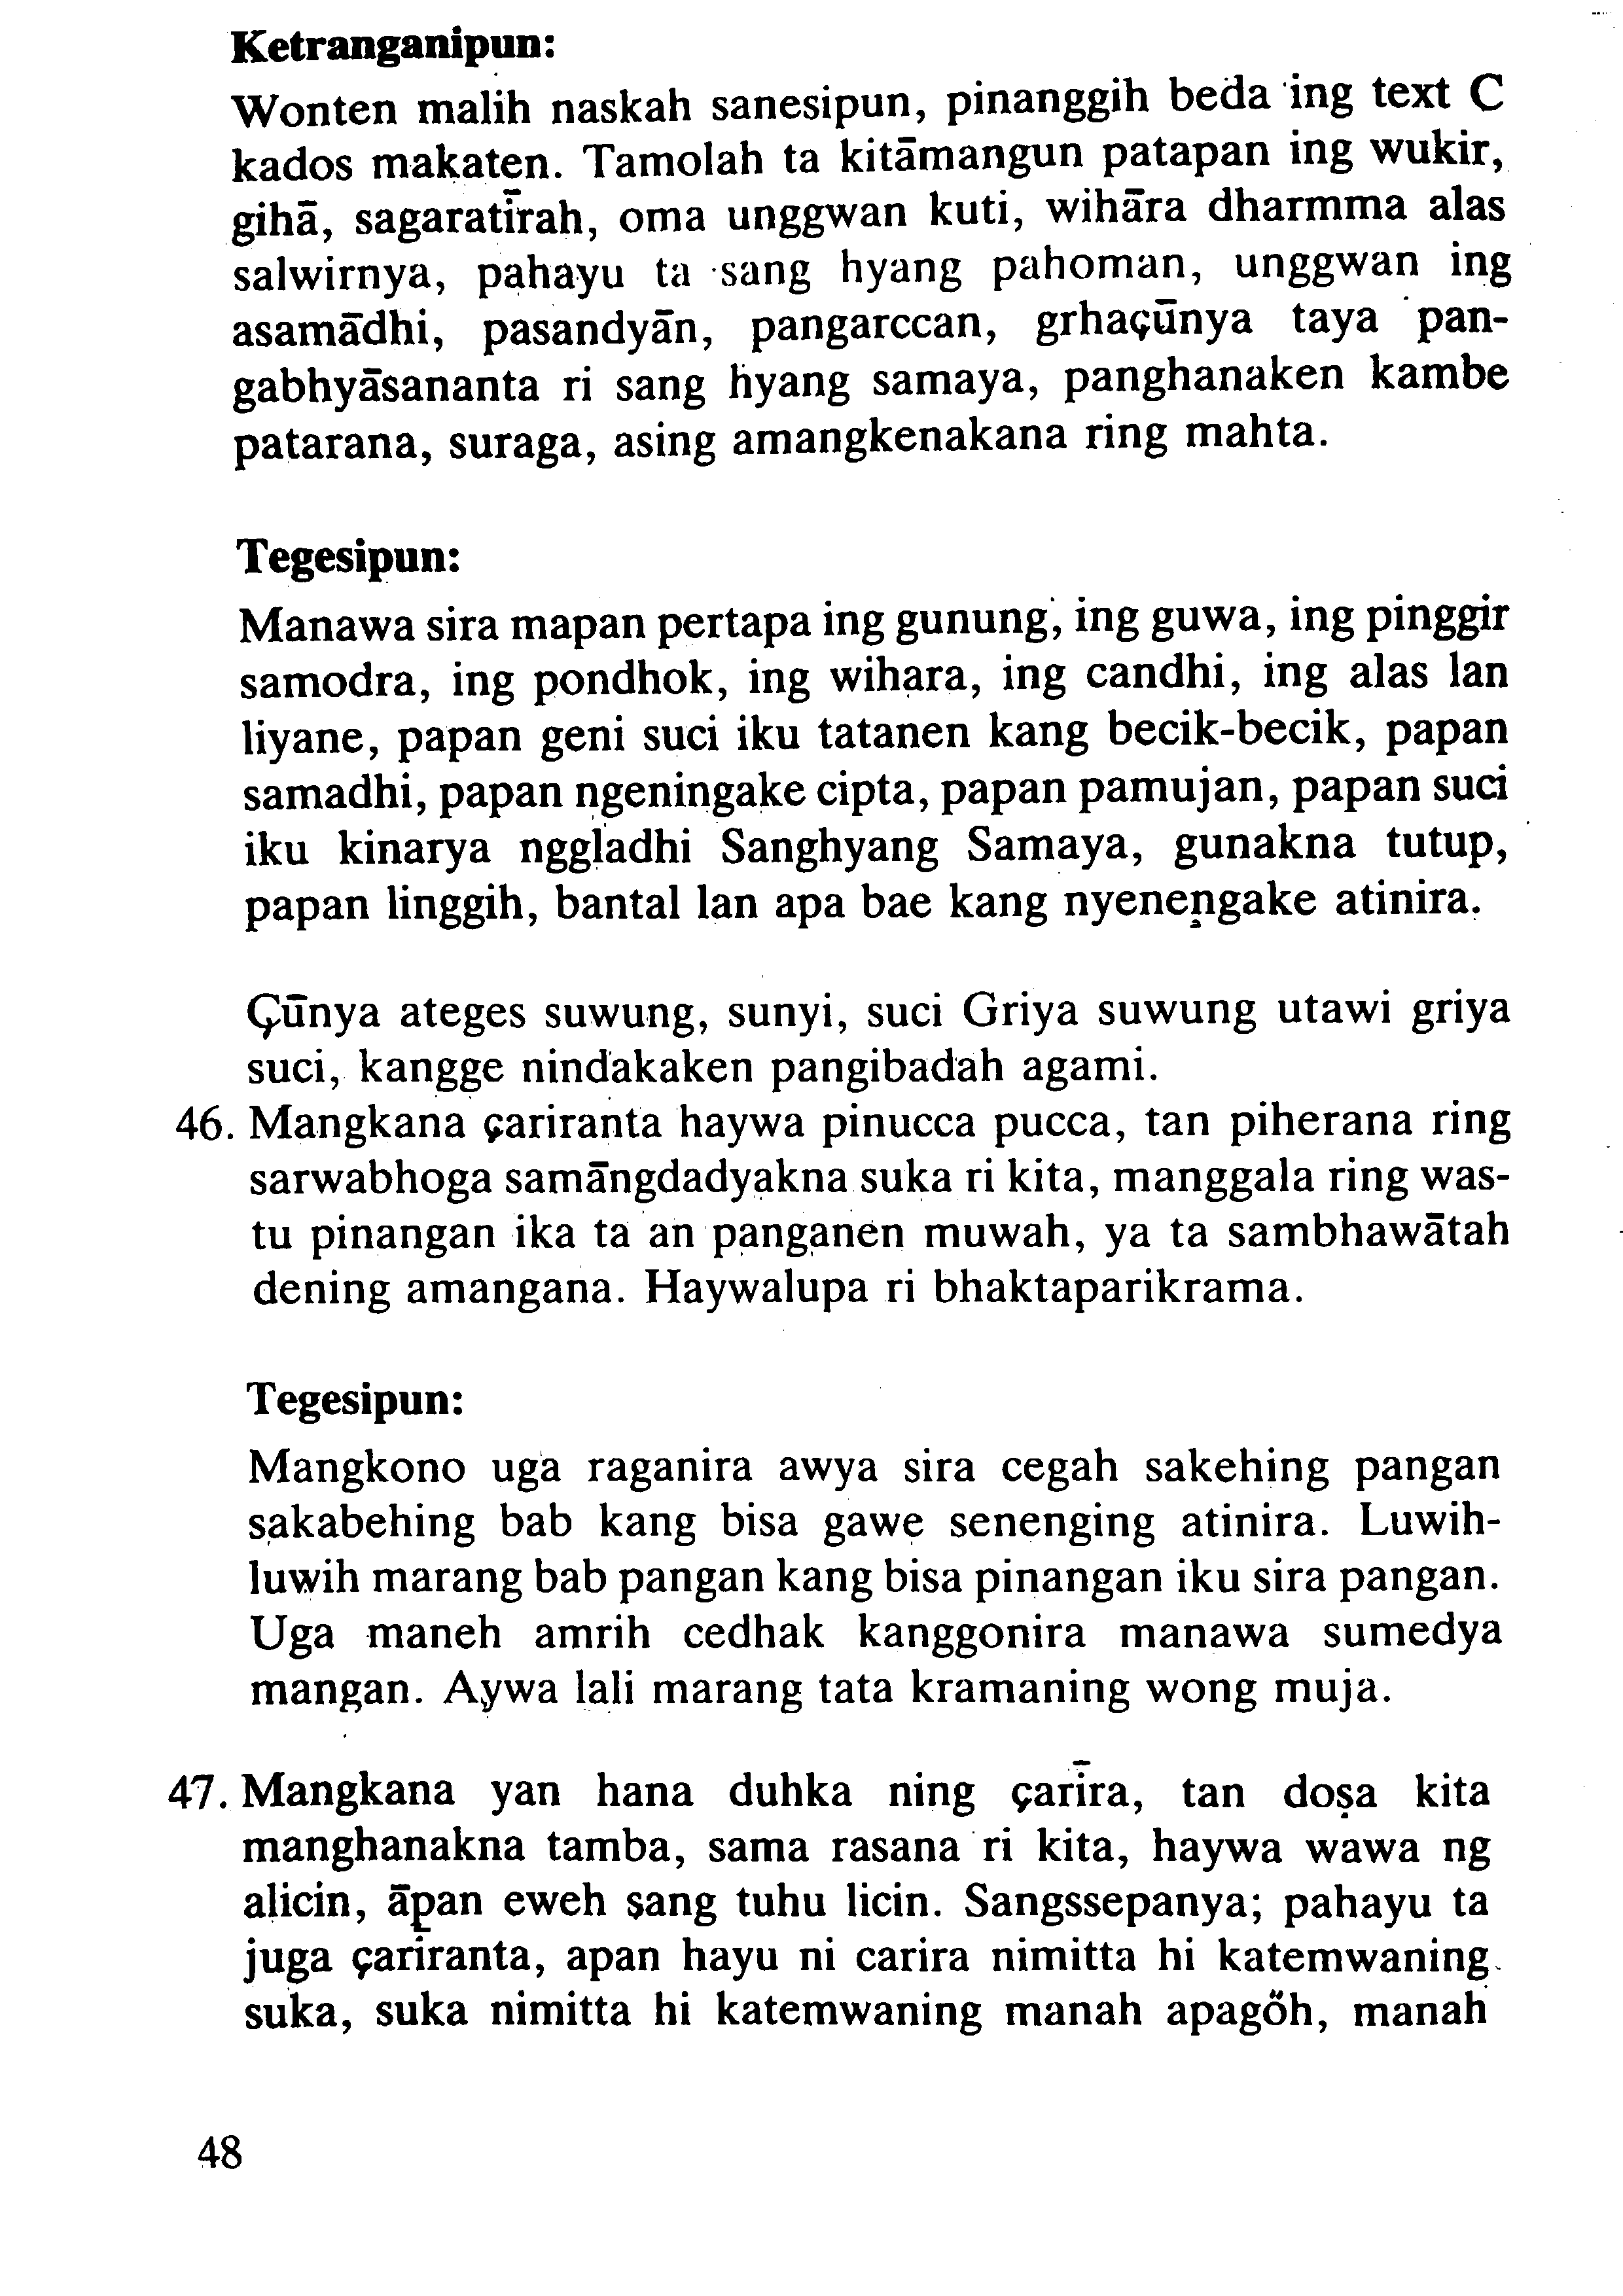 Ketranganipun:
Wonten malih naskah sanesipun, pinanggih beda ing text C
kados makaten. Tamolah ta kitāmangun patapan ing wukir,
gihā, sagaratīrah, oma unggwan kuti, wihāra dharmma alas
salwirnya, pahayu ta sang hyang pahoman, unggwan ing
asamādhi, pasandyān, pangarccan, grhaçūnya taya pan-
gabhyāsananta ri sang hyang samaya, panghanaken kambe
patarana, suraga, asing amangkenakana ring mahta.
Tegesipun:
Manawa sira mapan pertapa ing gunung, ing guwa, ing pinggir
samodra, ing pondhok, ing wihara, ing candhi, ing alas lan
liyane, papan geni suci iku tatanen kang becik-becik, papan
samadhi, papan ngeningake cipta, papan pamujan, papan suci
iku kinarya nggladhi Sanghyang Samaya, gunakna tutup,
papan linggih, bantal lan apa bae kang nyenengake atinira.
Çūnya ateges suwung, sunyi, suci Griya suwung utawi griya
suci, kangge nindakaken pangibadah agami.
46. Mangkana çariranta haywa pinucca pucca, tan piherana ring
sarwabhoga samāngdadyakna suka ri kita, manggala ring was-
tu pinangan ika ta an panganen muwah, ya ta sambhawātah
dening amangana. Haywalupa ri bhaktaparikrama.
Tegesipun:
Mangkono uga raganira awya sira cegah sakehing pangan
sakabehing bab kang bisa gawe senenging atinira. Luwih-
luwih marang bab pangan kang bisa pinangan iku sira pangan.
Uga maneh amrih cedhak kanggonira manawa sumedya
mangan. Aywa lali marang tata kramaning wong muja.
47. Mangkana yan hana duhka ning çarīra, tan doṣa kita
manghanakna tamba, sama rasana ri kita, haywa wawa ng
alicin, āpan eweh sang tuhu licin. Sangssepanya; pahayu ta
juga çarīranta, apan hayu ni carira nimitta hi katemwaning
suka, suka nimitta hi katemwaning manah apagöh, manah
48